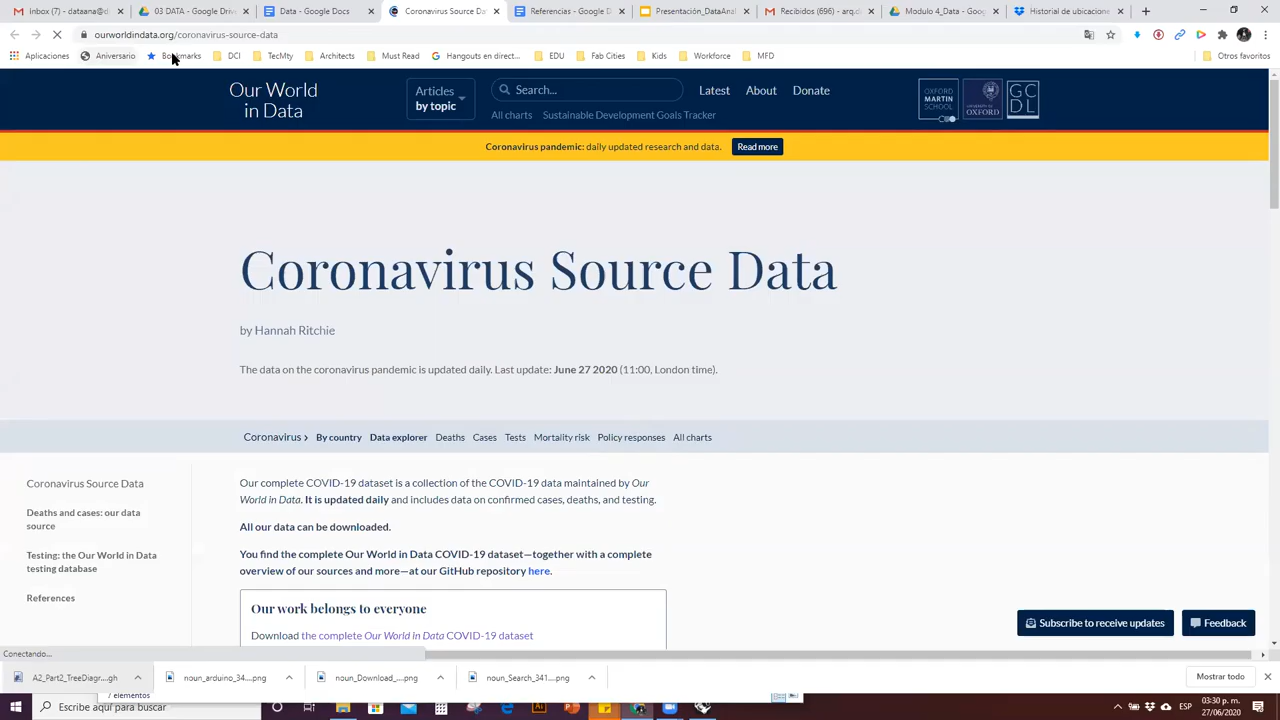 Inbox (7) - dataana@di
03 DATA - Google Driv
Data - Google Docs
Coronavirus Source Da
Referencias - Google D
Presentación_DataAnal
Recibidos (696) - arq.di
Modulo 4_Data - Goog
Historial de ubicacione
ourworldindata.org/coronavirus-source-data
Aplicaciones
Aniversario
Bookmarks
DCI
TecMty
Architects
Must Read
Hangouts en direct...
EDU
Fab Cities
Kids
Workforce
MFD
Otros favoritos
Our World
in Data
Articles
by topic
Search...
Latest
About
Donate
All charts
Sustainable Development Goals Tracker
OXFORD
MARTIN
SCHOOL
UNIVERSITY OF
OXFORD
GC
DL
Coronavirus pandemic: daily updated research and data.
Read more
Coronavirus Source Data
by Hannah Ritchie
The data on the coronavirus pandemic is updated daily. Last update: June 27 2020 (11:00, London time).
Coronavirus ›
By country
Data explorer
Deaths
Cases
Tests
Mortality risk
Policy responses
All charts
Coronavirus Source Data
Deaths and cases: our data
source
Testing: the Our World in Data
testing database
References
Our complete COVID-19 dataset is a collection of the COVID-19 data maintained by Our
World in Data. It is updated daily and includes data on confirmed cases, deaths, and testing.
All our data can be downloaded.
You find the complete Our World in Data COVID-19 dataset—together with a complete
overview of our sources and more—at our GitHub repository here.
Our work belongs to everyone
Download the complete Our World in Data COVID-19 dataset
Subscribe to receive updates
Feedback
Conectando...
A2_Part2_TreeDiagr....gh
noun_arduino_34....png
noun_Download_....png
noun_Search_341....png
Mostrar todo
7 elementos
Escribe aquí para buscar
ESP
03:30 p. m.
27/06/2020